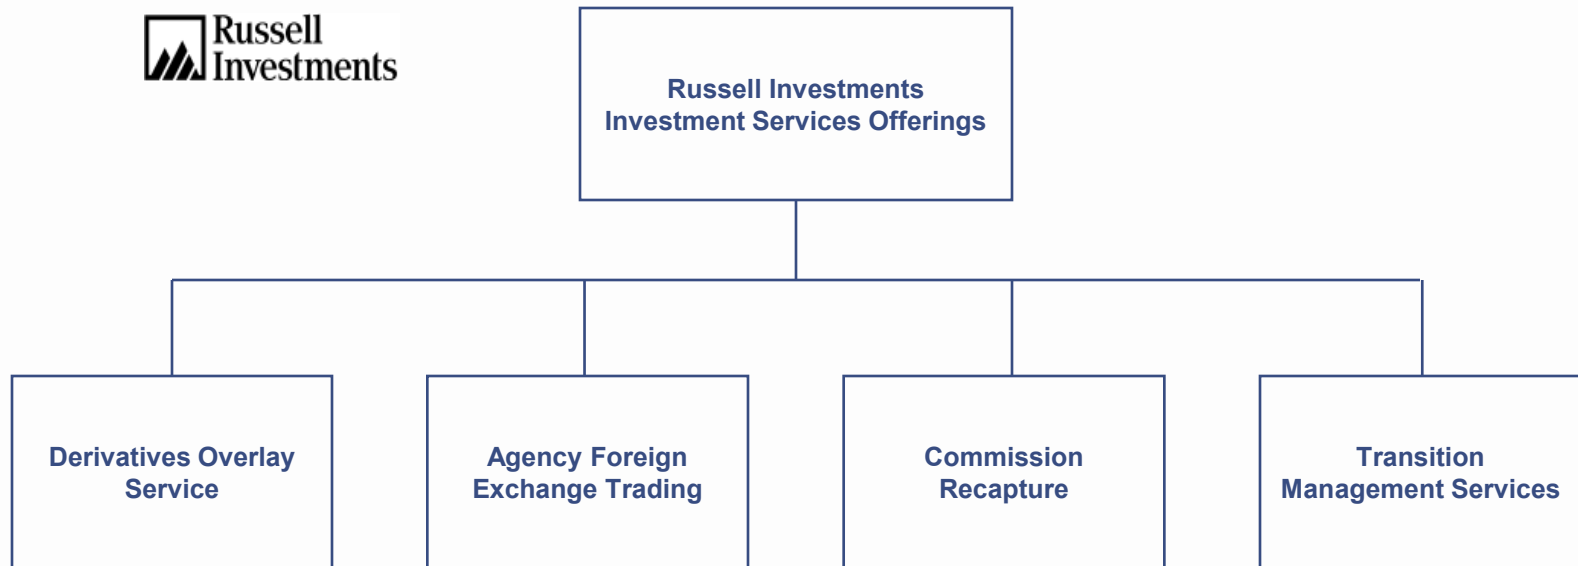 Russell
Investments
Russell Investments
Investment Services Offerings
Derivatives Overlay
Service
Agency Foreign
Exchange Trading
Commission
Recapture
Transition
Management Services